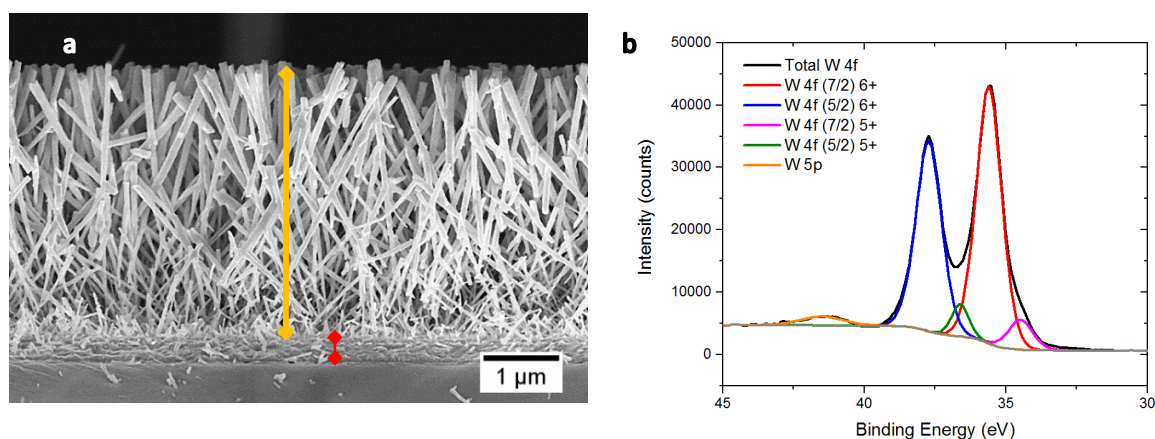 a
1 μm
b
50000
40000
30000
20000
10000
0
Intensity (counts)
Total W 4f
W 4f (7/2) 6+
W 4f (5/2) 6+
W 4f (7/2) 5+
W 4f (5/2) 5+
W 5p
45
40
35
30
Binding Energy (eV)